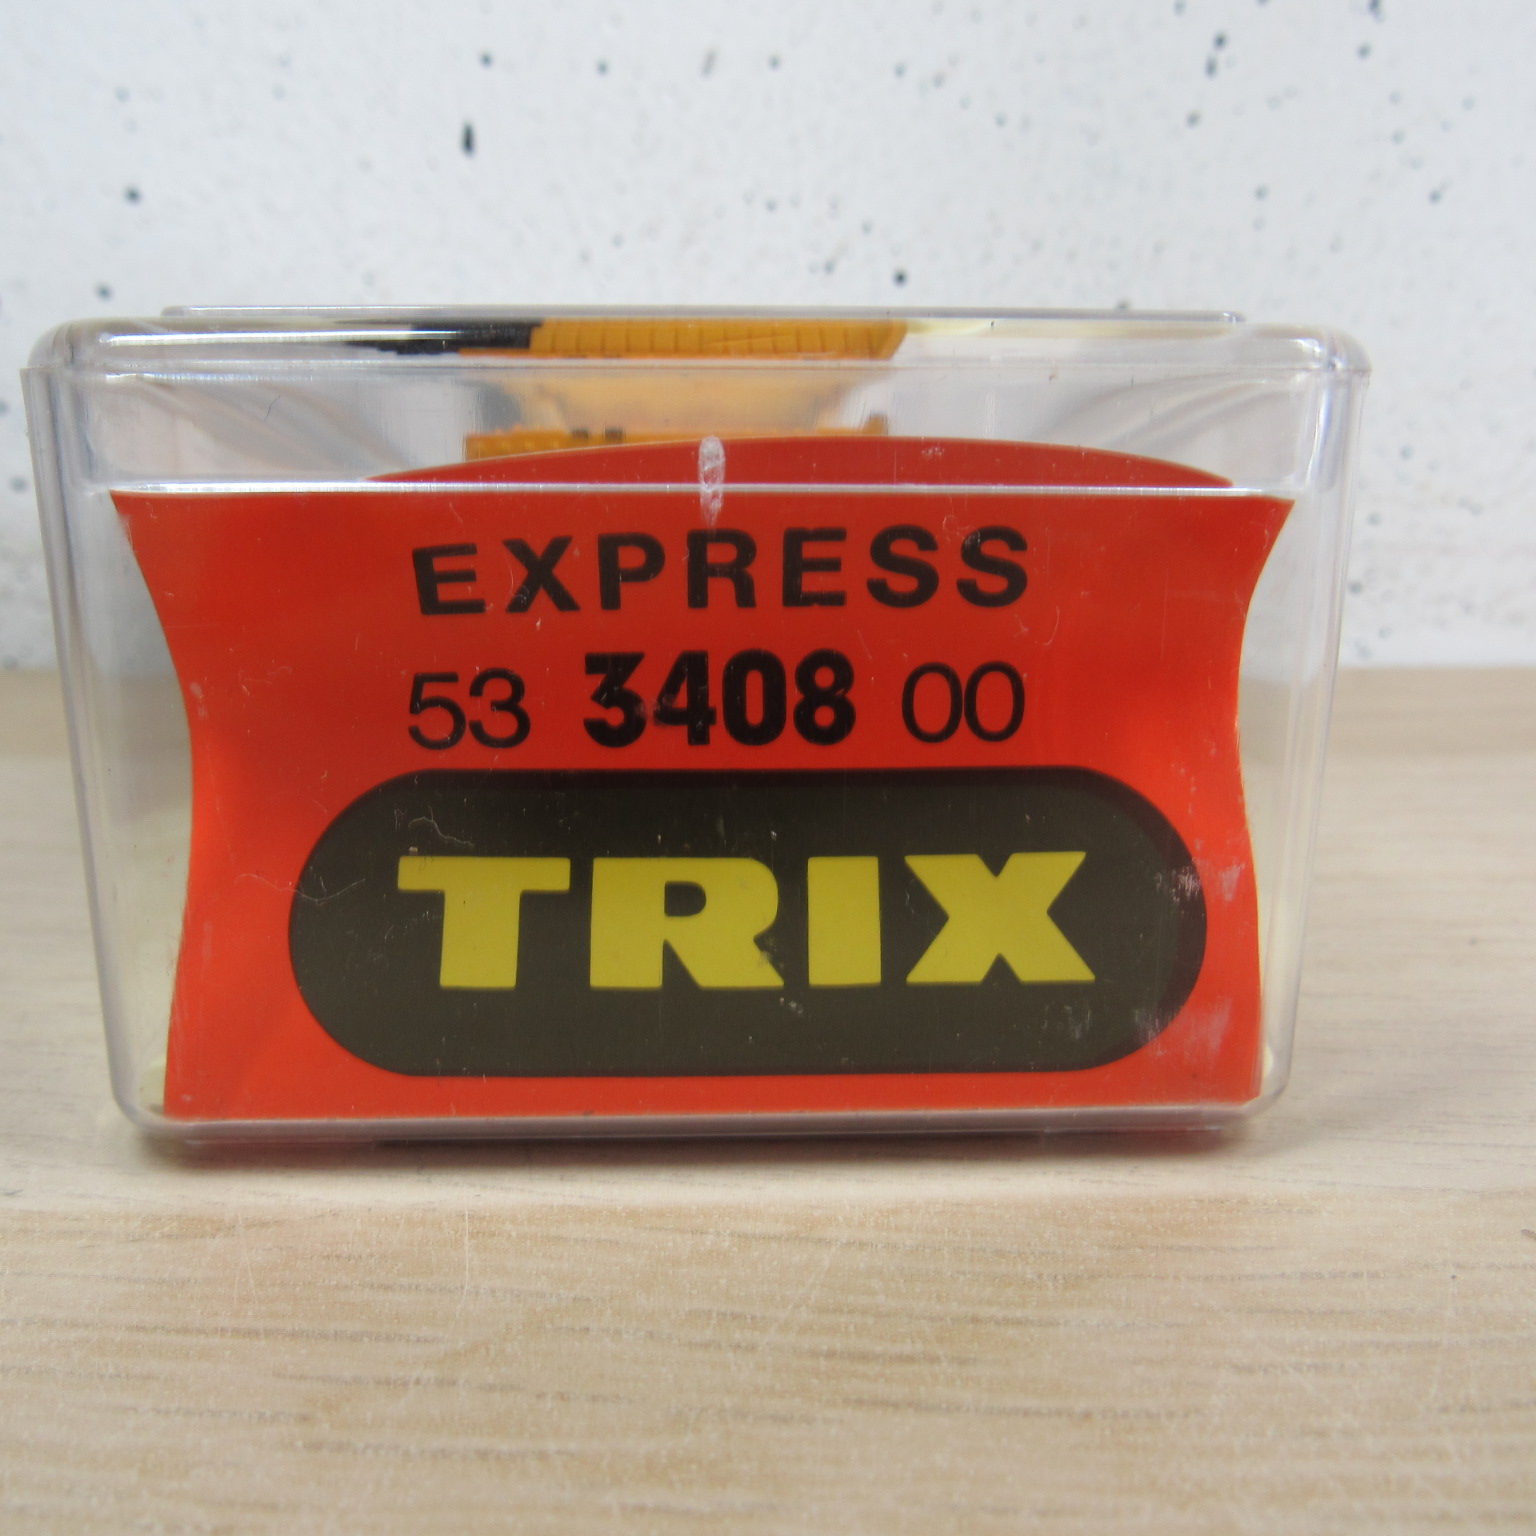 EXPRESS
53 3408 00
TRIX